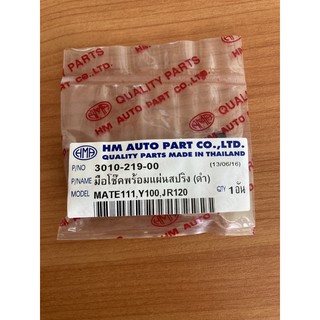 QUALITY PARTS
HM AUTO PART CO.,LTD.
QUALITY PARTS MADE IN THAILAND
P/NO 3010-219-00 (13/06/16)
P/NAME มือโช๊คพร้อมแผ่นสปริง (ดำ)
MODEL MATE111,Y100,JR120 QTY 1 อัน